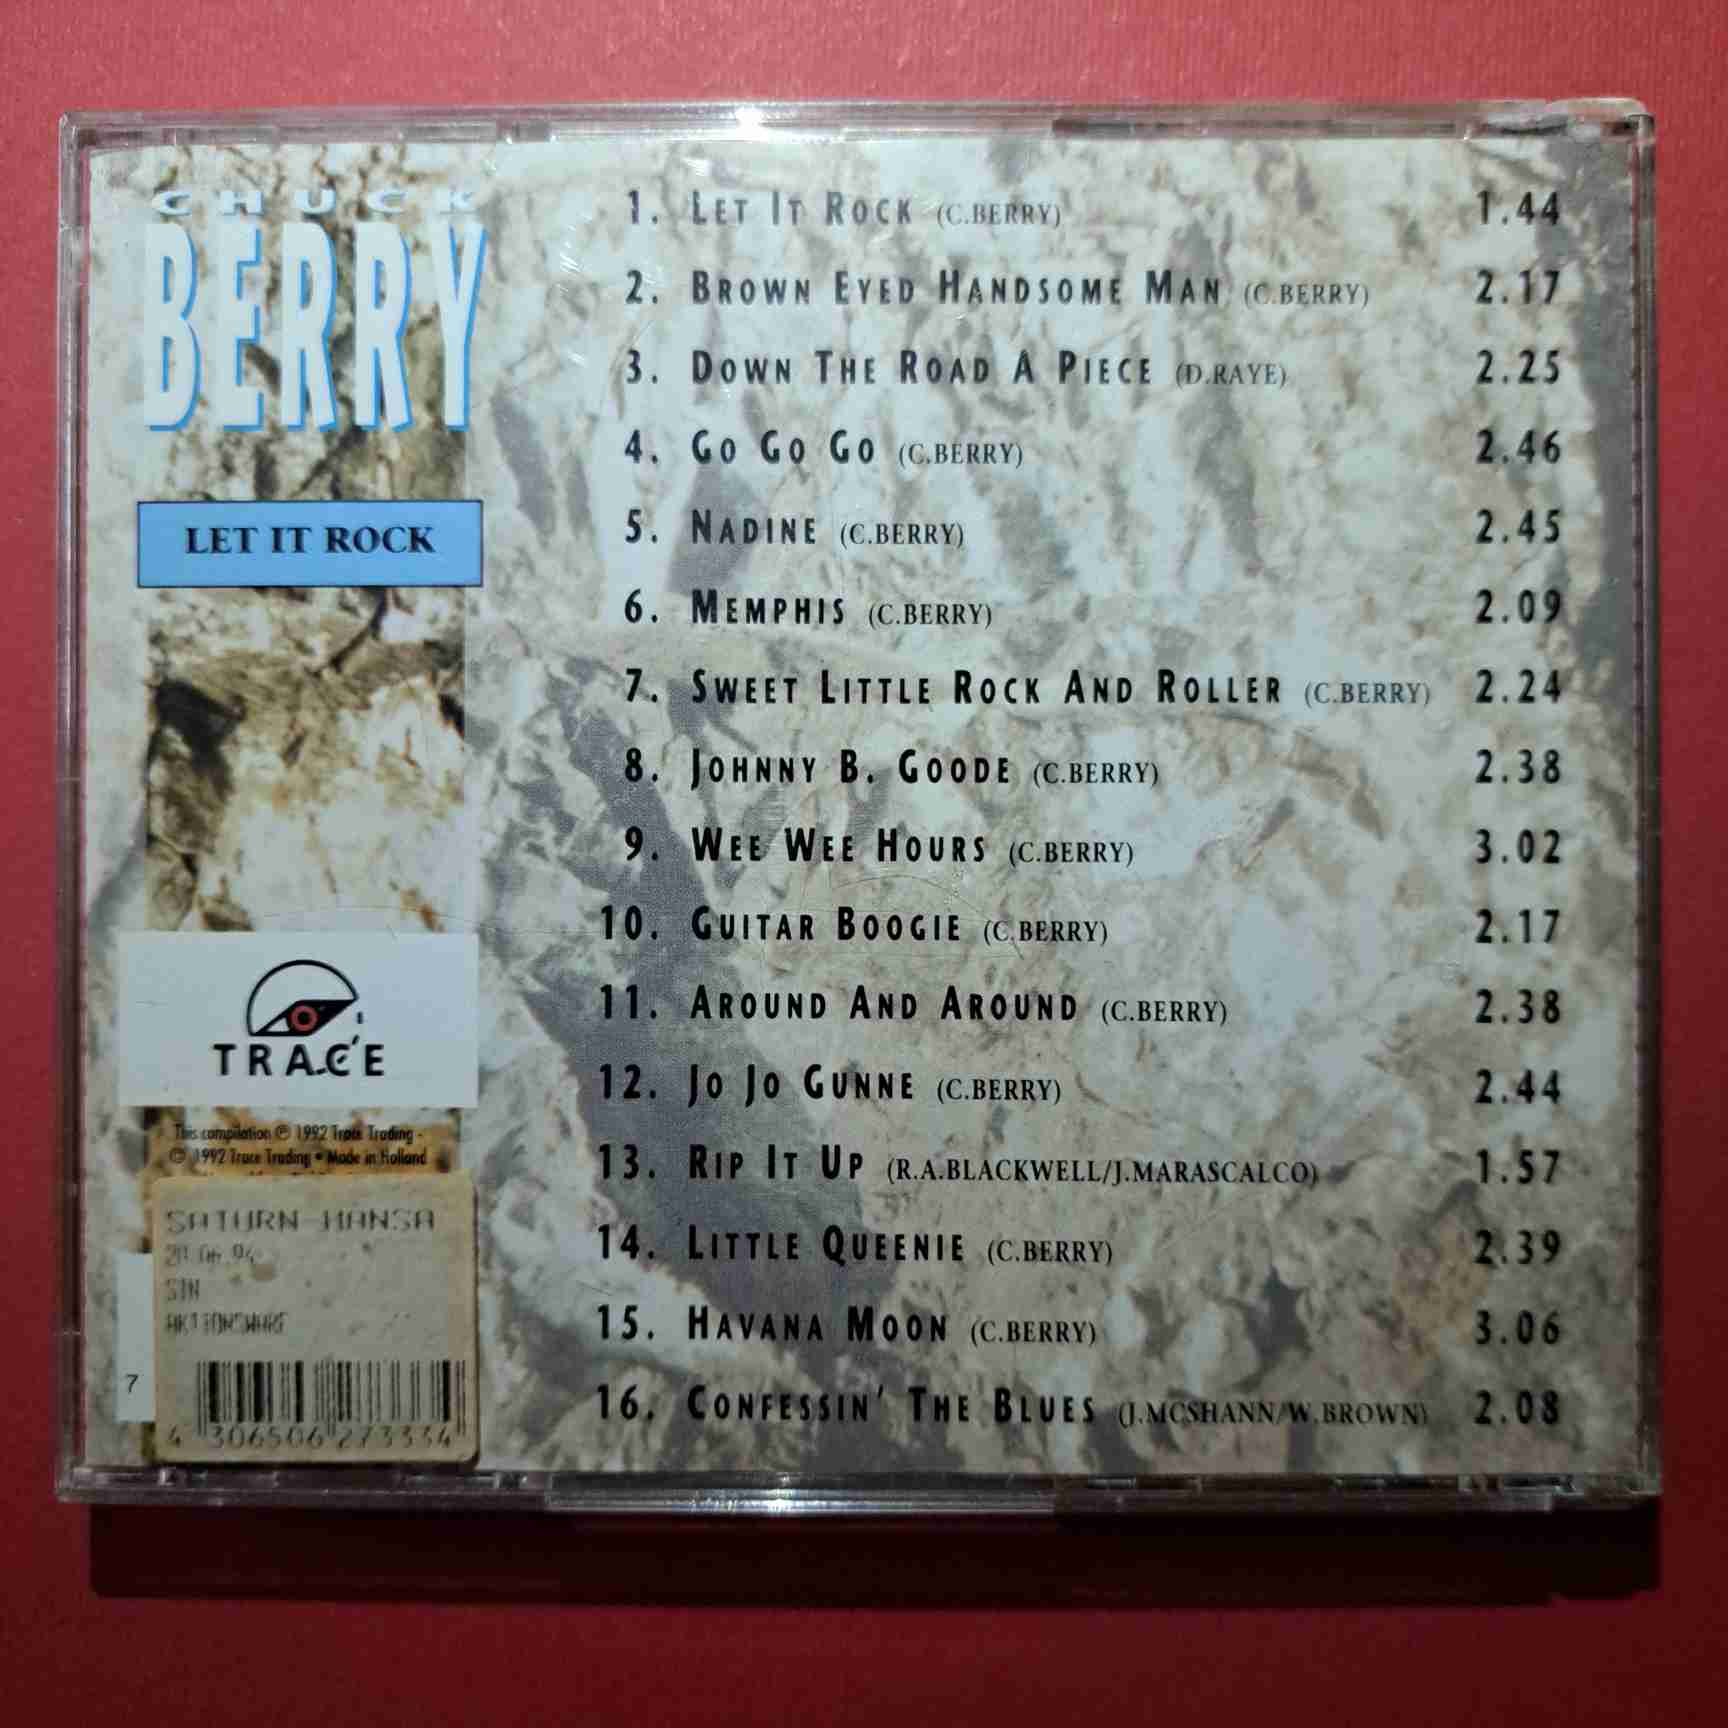 CHUCK
BERRY
LET IT ROCK
1. LET IT ROCK (C.BERRY) 1.44
2. BROWN EYED HANDSOME MAN (C.BERRY) 2.17
3. DOWN THE ROAD A PIECE (D.RAYE) 2.25
4. GO GO GO (C.BERRY) 2.46
5. NADINE (C.BERRY) 2.45
6. MEMPHIS (C.BERRY) 2.09
7. SWEET LITTLE ROCK AND ROLLER (C.BERRY) 2.24
8. JOHNNY B. GOODE (C.BERRY) 2.38
9. WEE WEE HOURS (C.BERRY) 3.02
10. GUITAR BOOGIE (C.BERRY) 2.17
11. AROUND AND AROUND (C.BERRY) 2.38
12. JO JO GUNNE (C.BERRY) 2.44
13. RIP IT UP (R.A.BLACKWELL/J.MARASCALCO) 1.57
14. LITTLE QUEENIE (C.BERRY) 2.39
15. HAVANA MOON (C.BERRY) 3.06
16. CONFESSIN' THE BLUES (J.MCSHANN/W.BROWN) 2.08
TRACE
This compilation ℗ 1992 Trace Trading -
© 1992 Trace Trading • Made in Holland
SATURN-HANSA
20.06.94
AKTIONSWARE
7
4 306506 273334